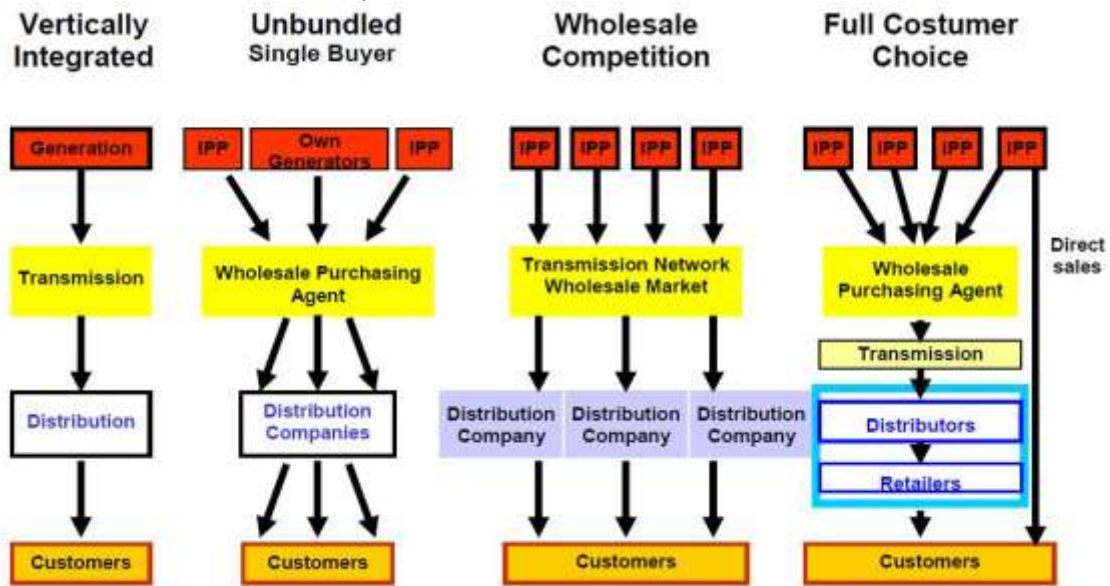 Vertically
Integrated
Unbundled
Single Buyer
Wholesale
Competition
Full Costumer
Choice
Generation
IPP
Own
Generators
IPP
IPP
IPP
IPP
IPP
IPP
IPP
IPP
IPP
Transmission
Wholesale Purchasing
Agent
Transmission Network
Wholesale Market
Wholesale
Purchasing Agent
Direct
sales
Transmission
Distribution
Distribution
Companies
Distribution
Company
Distribution
Company
Distribution
Company
Distributors
Retailers
Customers
Customers
Customers
Customers